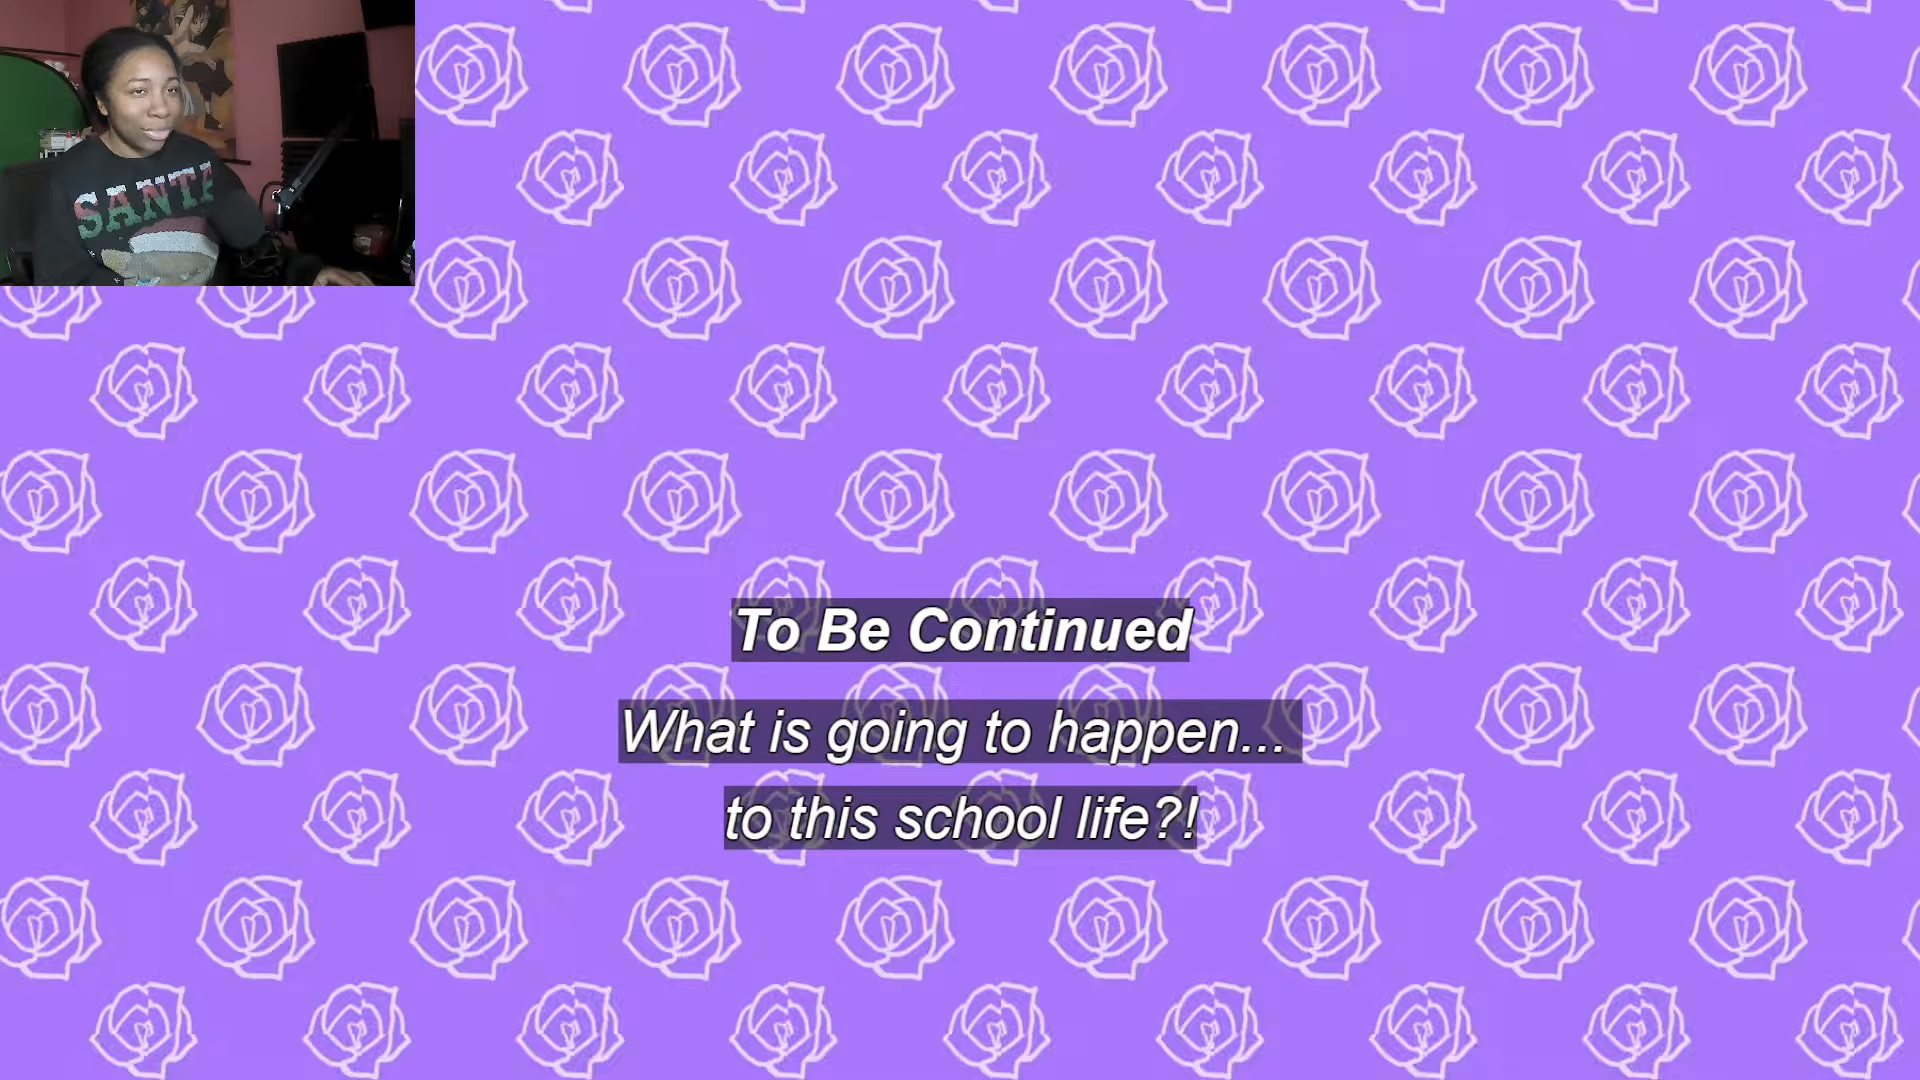 SANTA
To Be Continued
What is going to happen...
to this school life?!